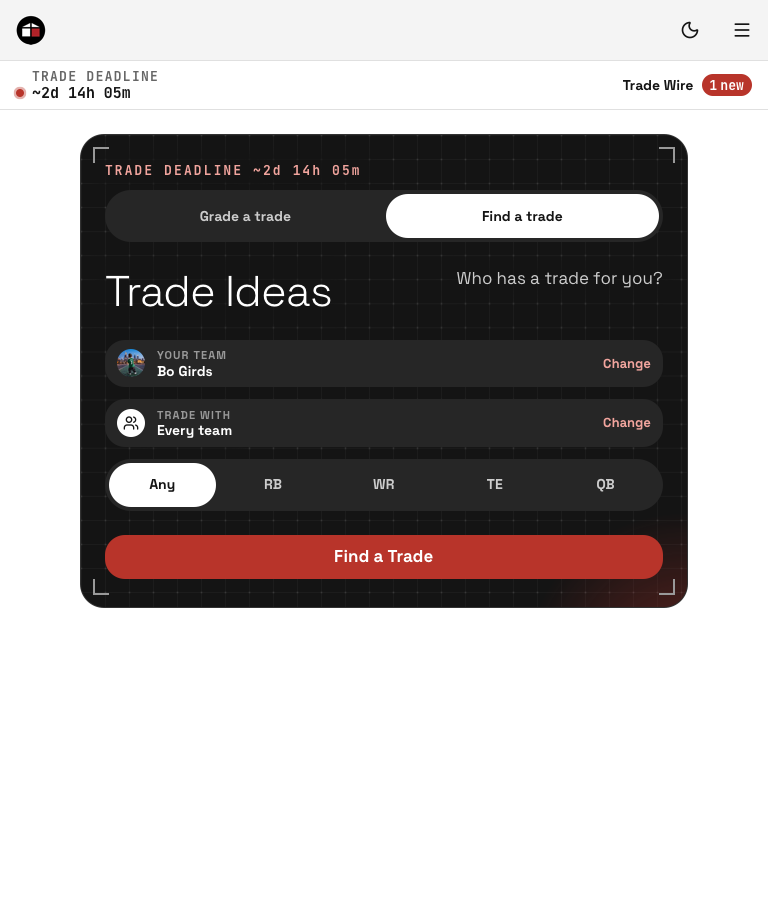 TRADE DEADLINE
~2d 14h 05m
Trade Wire
1 new
TRADE DEADLINE ~2d 14h 05m
Grade a trade
Find a trade
Trade Ideas
Who has a trade for you?
YOUR TEAM
Bo Girds
Change
TRADE WITH
Every team
Change
Any
RB
WR
TE
QB
Find a Trade